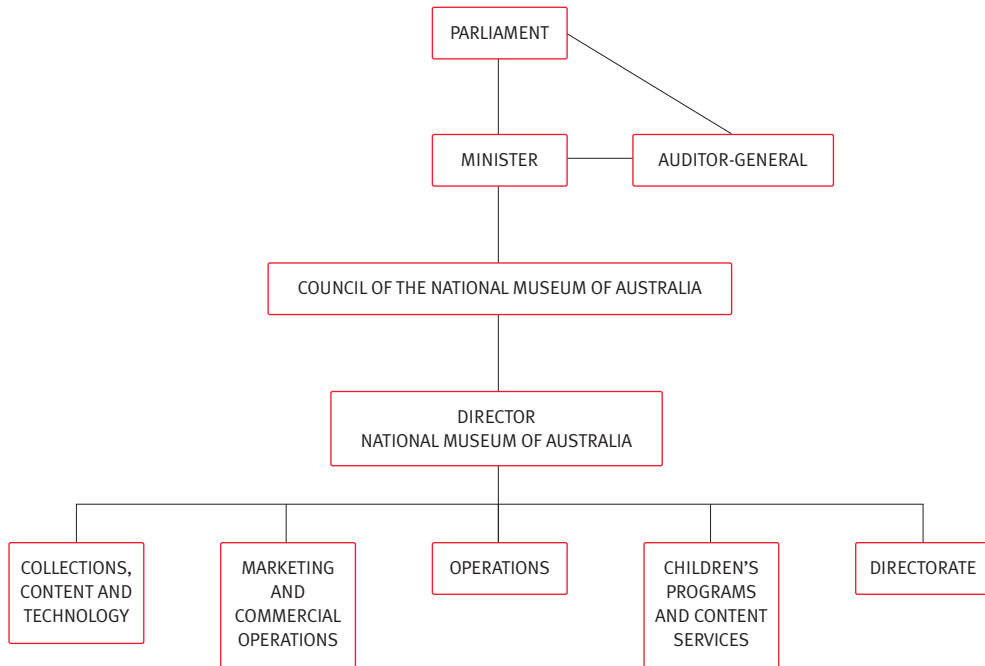 PARLIAMENT
MINISTER
AUDITOR-GENERAL
COUNCIL OF THE NATIONAL MUSEUM OF AUSTRALIA
DIRECTOR
NATIONAL MUSEUM OF AUSTRALIA
COLLECTIONS,
CONTENT AND
TECHNOLOGY
MARKETING
AND
COMMERCIAL
OPERATIONS
OPERATIONS
CHILDREN’S
PROGRAMS
AND CONTENT
SERVICES
DIRECTORATE